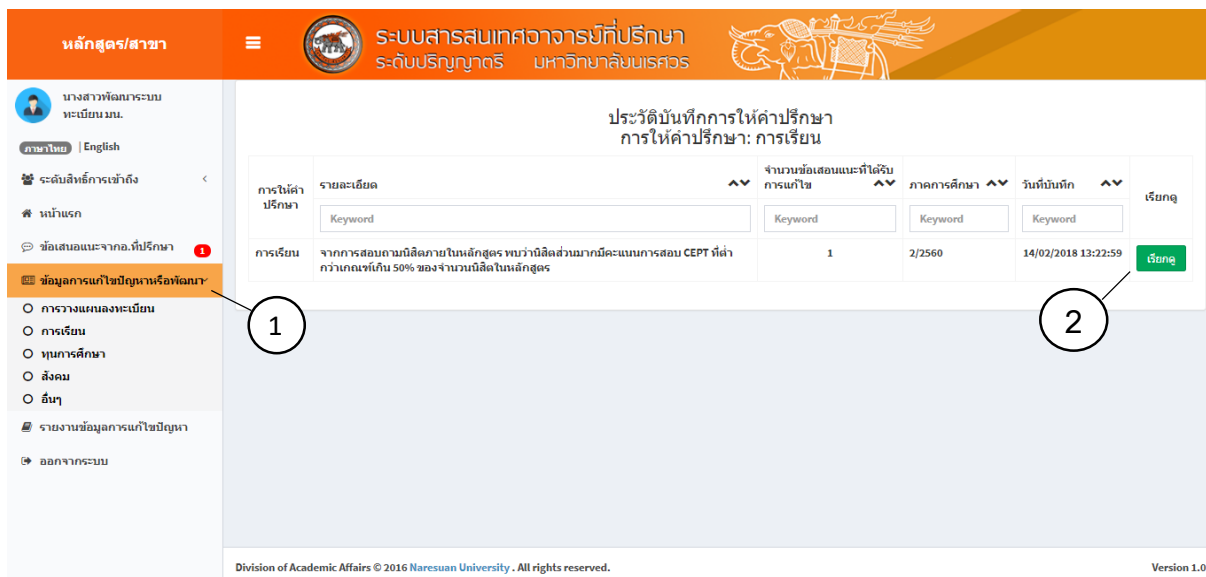 หลักสูตร/สาขา
ระบบสารสนเทศอาจารย์ที่ปรึกษา
ระดับปริญญาตรี มหาวิทยาลัยนเรศวร
นางสาวพัฒนาระบบ
ทะเบียน มน.
ภาษาไทย | English
ระดับสิทธิ์การเข้าถึง
หน้าแรก
ข้อเสนอแนะจากอ.ที่ปรึกษา 1
ข้อมูลการแก้ไขปัญหาหรือพัฒนา
การวางแผนลงทะเบียน
การเรียน
ทุนการศึกษา
สังคม
อื่นๆ
รายงานข้อมูลการแก้ไขปัญหา
ออกจากระบบ
ประวัติบันทึกการให้คำปรึกษา
การให้คำปรึกษา: การเรียน
การให้คำ
ปรึกษา
รายละเอียด
จำนวนข้อเสนอแนะที่ได้รับ
การแก้ไข
ภาคการศึกษา
วันที่บันทึก
เรียกดู
Keyword Keyword Keyword Keyword
การเรียน จากการสอบถามนิสิตภายในหลักสูตร พบว่านิสิตส่วนมากมีคะแนนการสอบ CEPT ที่ต่ำ 1 2/2560 14/02/2018 13:22:59 เรียกดู
กว่าเกณฑ์เกิน 50% ของจำนวนนิสิตในหลักสูตร
1
2
Division of Academic Affairs © 2016 Naresuan University . All rights reserved. Version 1.0